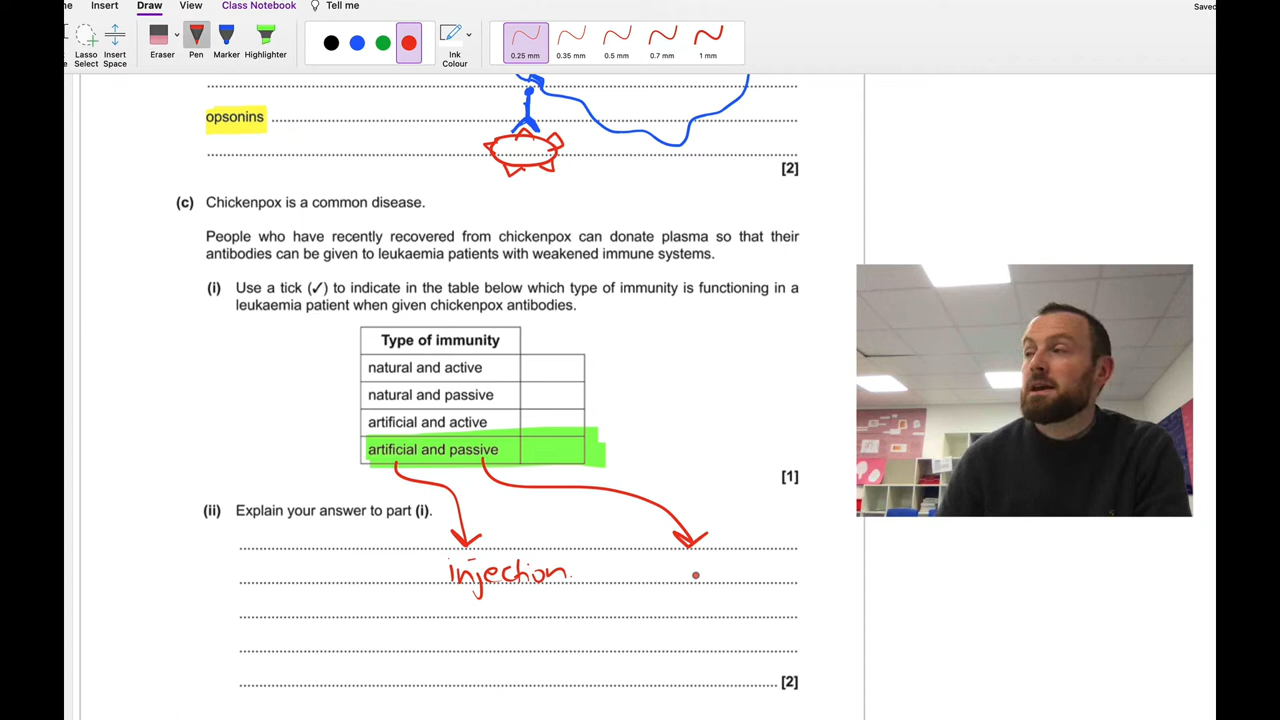 me Insert Draw View Class Notebook Tell me Saved
Lasso Select Insert Space Eraser Pen Marker Highlighter Ink Colour 0.25 mm 0.35 mm 0.5 mm 0.7 mm 1 mm
opsonins
[2]
(c) Chickenpox is a common disease.
People who have recently recovered from chickenpox can donate plasma so that their
antibodies can be given to leukaemia patients with weakened immune systems.
(i) Use a tick (✓) to indicate in the table below which type of immunity is functioning in a
leukaemia patient when given chickenpox antibodies.
Type of immunity
natural and active
natural and passive
artificial and active
artificial and passive
[1]
(ii) Explain your answer to part (i).
injection.
[2]